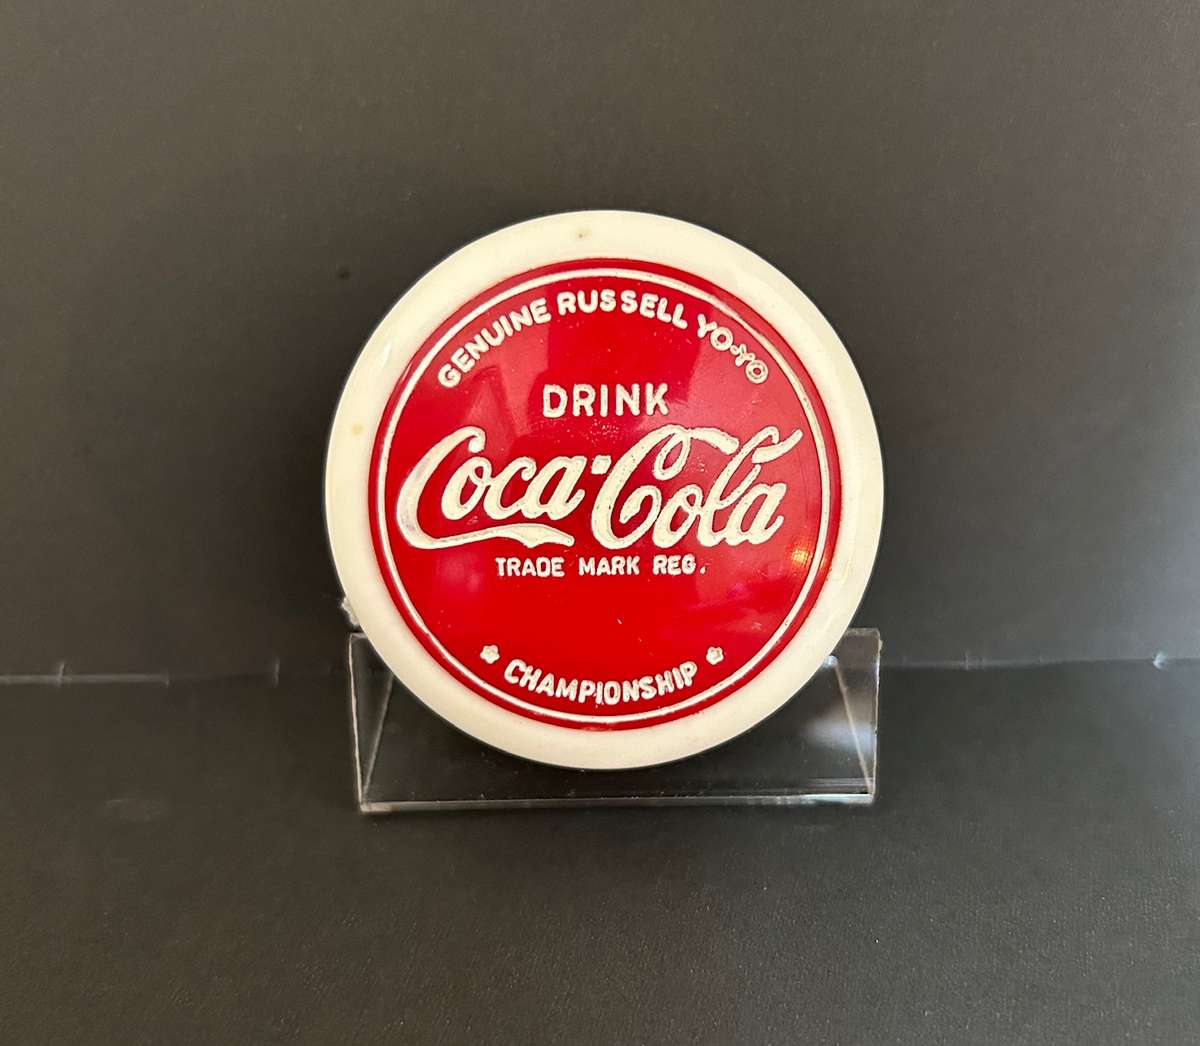 GENUINE RUSSELL YO-YO
DRINK
Coca-Cola
TRADE MARK REG.
CHAMPIONSHIP